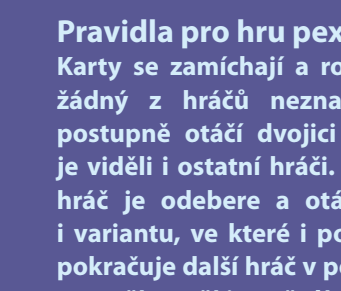 Pravidla pro hru pex
Karty se zamíchají a ro
žádný z hráčů nezna
postupně otáčí dvojici
je viděli i ostatní hráči.
hráč je odebere a otá
i variantu, ve které i po
pokračuje další hráč v p